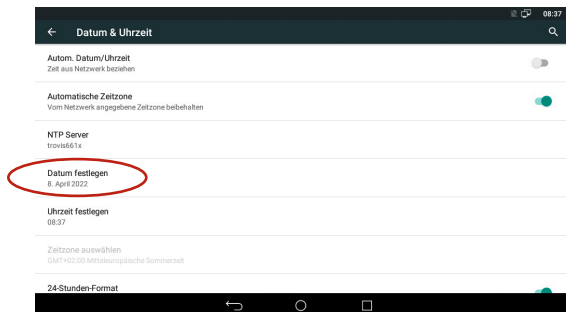 08:37
Datum & Uhrzeit
Autom. Datum/Uhrzeit
Zeit aus Netzwerk beziehen
Automatische Zeitzone
Vom Netzwerk angegebene Zeitzone beibehalten
NTP Server
trovis661x
Datum festlegen
8. April 2022
Uhrzeit festlegen
08:37
Zeitzone auswählen
GMT+02:00 Mitteleuropäische Sommerzeit
24-Stunden-Format